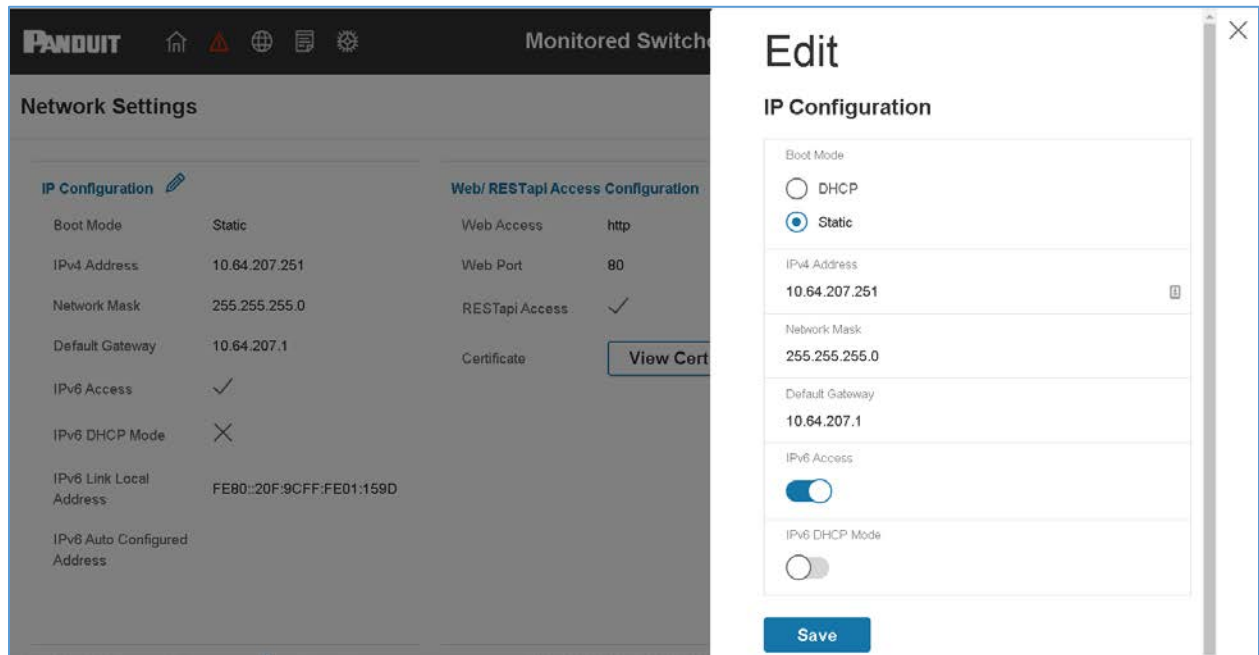 PANDUIT
Monitored Switch
Network Settings
IP Configuration
Boot Mode Static
IPv4 Address 10.64.207.251
Network Mask 255.255.255.0
Default Gateway 10.64.207.1
IPv6 Access
IPv6 DHCP Mode
IPv6 Link Local
Address
FE80::20F:9CFF:FE01:159D
IPv6 Auto Configured
Address
Web/ RESTapi Access Configuration
Web Access http
Web Port 80
RESTapi Access
Certificate View Cert
Edit
IP Configuration
Boot Mode
DHCP
Static
IPv4 Address
10.64.207.251
Network Mask
255.255.255.0
Default Gateway
10.64.207.1
IPv6 Access
IPv6 DHCP Mode
Save